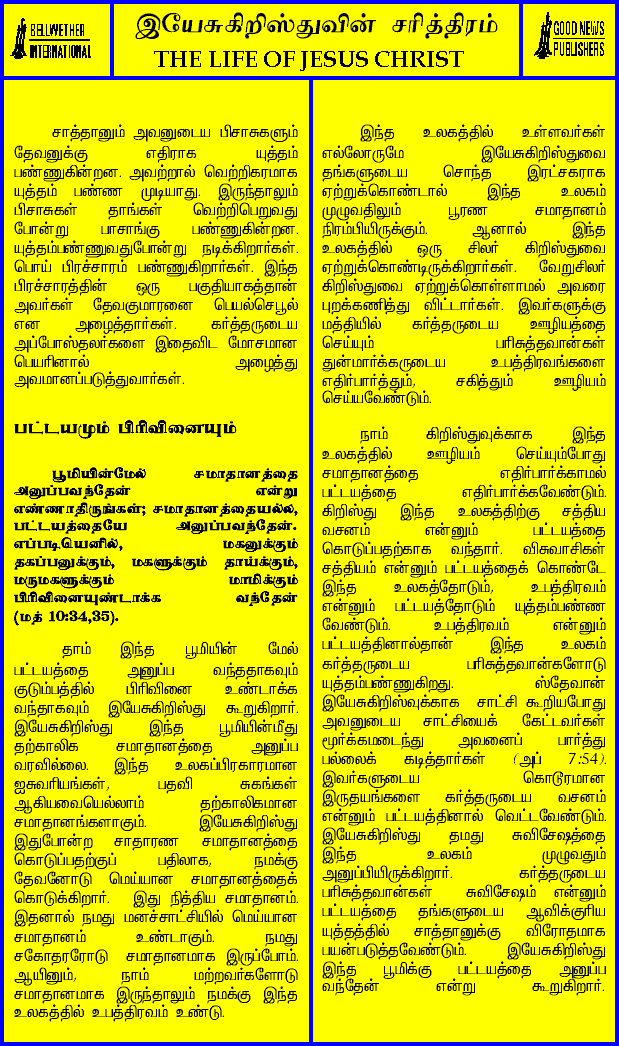 BELLWETHER
INTERNATIONAL
இயேசுகிறிஸ்துவின் சரித்திரம்
THE LIFE OF JESUS CHRIST
GOOD NEWS
PUBLISHERS
சாத்தானும் அவனுடைய பிசாசுகளும்
தேவனுக்கு எதிராக யுத்தம்
பண்ணுகின்றன. அவற்றால் வெற்றிகரமாக
யுத்தம் பண்ண முடியாது. இருந்தாலும்
பிசாசுகள் தாங்கள் வெற்றிபெறுவது
போன்று பாசாங்கு பண்ணுகின்றன.
யுத்தம்பண்ணுவதுபோன்று நடிக்கிறார்கள்.
பொய் பிரச்சாரம் பண்ணுகிறார்கள். இந்த
பிரச்சாரத்தின் ஒரு பகுதியாகத்தான்
அவர்கள் தேவகுமாரனை பெயல்செபூல்
என அழைத்தார்கள். கர்த்தருடைய
அப்போஸ்தலர்களை இதைவிட மோசமான
பெயரினால் அழைத்து
அவமானப்படுத்துவார்கள்.
பட்டயமும் பிரிவினையும்
பூமியின்மேல் சமாதானத்தை
அனுப்பவந்தேன் என்று
எண்ணாதிருங்கள்; சமாதானத்தையல்ல,
பட்டயத்தையே அனுப்பவந்தேன்.
எப்படியெனில், மகனுக்கும்
தகப்பனுக்கும், மகளுக்கும் தாய்க்கும்,
மருமகளுக்கும் மாமிக்கும்
பிரிவினையுண்டாக்க வந்தேன்
(மத் 10:34,35).
தாம் இந்த பூமியின் மேல்
பட்டயத்தை அனுப்ப வந்ததாகவும்
குடும்பத்தில் பிரிவினை உண்டாக்க
வந்தாகவும் இயேசுகிறிஸ்து கூறுகிறார்.
இயேசுகிறிஸ்து இந்த பூமியின்மீது
தற்காலிக சமாதானத்தை அனுப்ப
வரவில்லை. இந்த உலகப்பிரகாரமான
ஐசுவரியங்கள், பதவி சுகங்கள்
ஆகியவையெல்லாம் தற்காலிகமான
சமாதானங்களாகும். இயேசுகிறிஸ்து
இதுபோன்ற சாதாரண சமாதானத்தை
கொடுப்பதற்குப் பதிலாக, நமக்கு
தேவனோடு மெய்யான சமாதானத்தைக்
கொடுக்கிறார். இது நித்திய சமாதானம்.
இதனால் நமது மனச்சாட்சியில் மெய்யான
சமாதானம் உண்டாகும். நமது
சகோதரரோடு சமாதானமாக இருப்போம்.
ஆயினும், நாம் மற்றவர்களோடு
சமாதானமாக இருந்தாலும் நமக்கு இந்த
உலகத்தில் உபத்திரவம் உண்டு.
இந்த உலகத்தில் உள்ளவர்கள்
எல்லோருமே இயேசுகிறிஸ்துவை
தங்களுடைய சொந்த இரட்சகராக
ஏற்றுக்கொண்டால் இந்த உலகம்
முழுவதிலும் பூரண சமாதானம்
நிரம்பியிருக்கும். ஆனால் இந்த
உலகத்தில் ஒரு சிலர் கிறிஸ்துவை
ஏற்றுக்கொண்டிருக்கிறார்கள். வேறுசிலர்
கிறிஸ்துவை ஏற்றுக்கொள்ளாமல் அவரை
புறக்கணித்து விட்டார்கள். இவர்களுக்கு
மத்தியில் கர்த்தருடைய ஊழியத்தை
செய்யும் பரிசுத்தவான்கள்
துன்மார்க்கருடைய உபத்திரவங்களை
எதிர்பார்த்தும், சகித்தும் ஊழியம்
செய்யவேண்டும்.
நாம் கிறிஸ்துவுக்காக இந்த
உலகத்தில் ஊழியம் செய்யும்போது
சமாதானத்தை எதிர்பார்க்காமல்
பட்டயத்தை எதிர்பார்க்கவேண்டும்.
கிறிஸ்து இந்த உலகத்திற்கு சத்திய
வசனம் என்னும் பட்டயத்தை
கொடுப்பதற்காக வந்தார். விசுவாசிகள்
சத்தியம் என்னும் பட்டயத்தைக் கொண்டே
இந்த உலகத்தோடும், உபத்திரவம்
என்னும் பட்டயத்தோடும் யுத்தம்பண்ண
வேண்டும். உபத்திரவம் என்னும்
பட்டயத்தினால்தான் இந்த உலகம்
கர்த்தருடைய பரிசுத்தவான்களோடு
யுத்தம்பண்ணுகிறது. ஸ்தேவான்
இயேசுகிறிஸ்வுக்காக சாட்சி கூறியபோது
அவனுடைய சாட்சியைக் கேட்டவர்கள்
மூர்க்கமடைந்து அவனைப் பார்த்து
பல்லைக் கடித்தார்கள் (அப் 7:54).
இவர்களுடைய கொடூரமான
இருதயங்களை கர்த்தருடைய வசனம்
என்னும் பட்டயத்தினால் வெட்டவேண்டும்.
இயேசுகிறிஸ்து தமது சுவிசேஷத்தை
இந்த உலகம் முழுவதும்
அனுப்பியிருக்கிறார். கர்த்தருடைய
பரிசுத்தவான்கள் சுவிசேஷம் என்னும்
பட்டயத்தை தங்களுடைய ஆவிக்குரிய
யுத்தத்தில் சாத்தானுக்கு விரோதமாக
பயன்படுத்தவேண்டும். இயேசுகிறிஸ்து
இந்த பூமிக்கு பட்டயத்தை அனுப்ப
வந்தேன் என்று கூறுகிறார்.